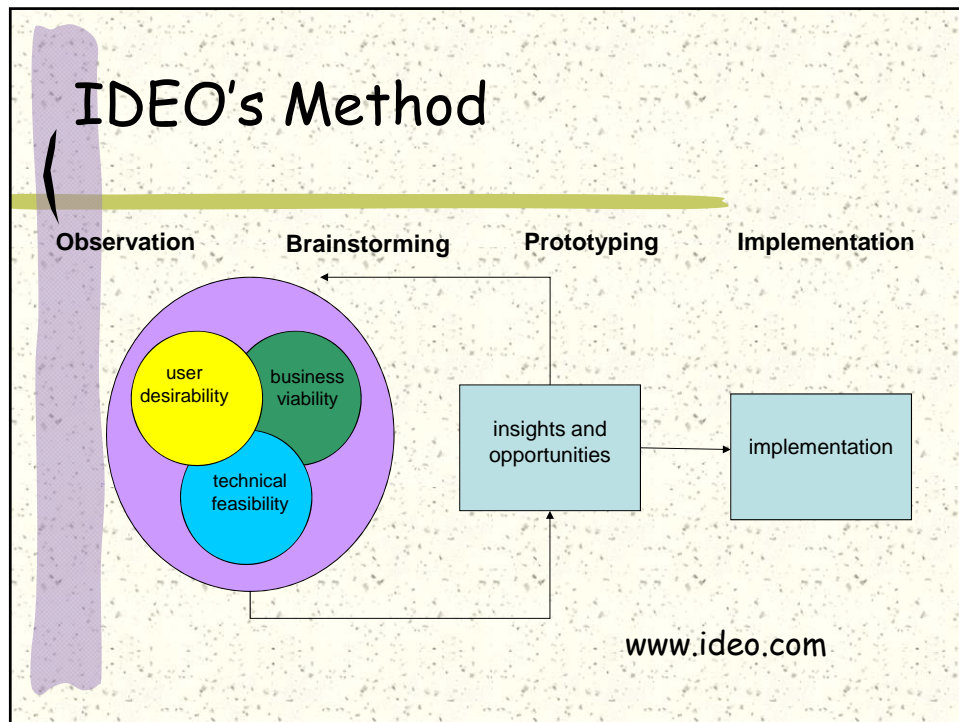 IDEO's Method
Observation Brainstorming Prototyping Implementation
user
desirability
business
viability
technical
feasibility
insights and
opportunities
implementation
www.ideo.com